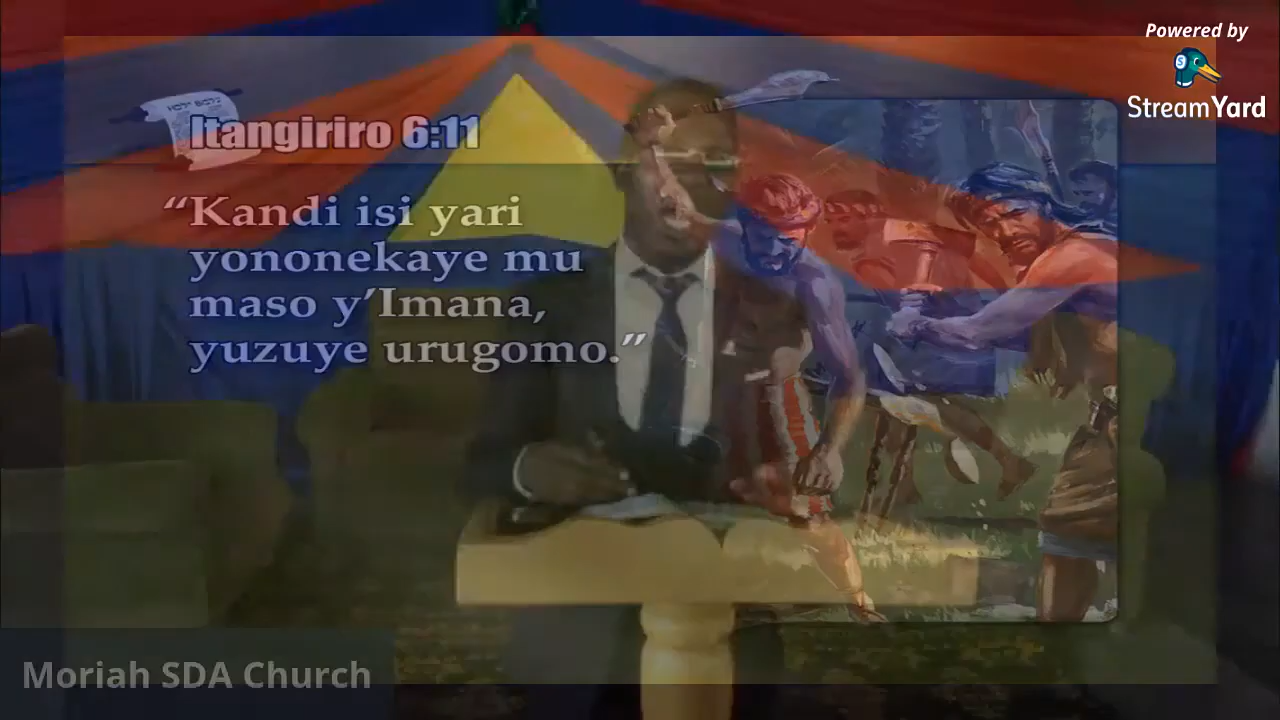 Powered by
StreamYard
Itangiriro 6:11
“Kandi isi yari
yononekaye mu
maso y’Imana,
yuzuye urugomo.”
Moriah SDA Church